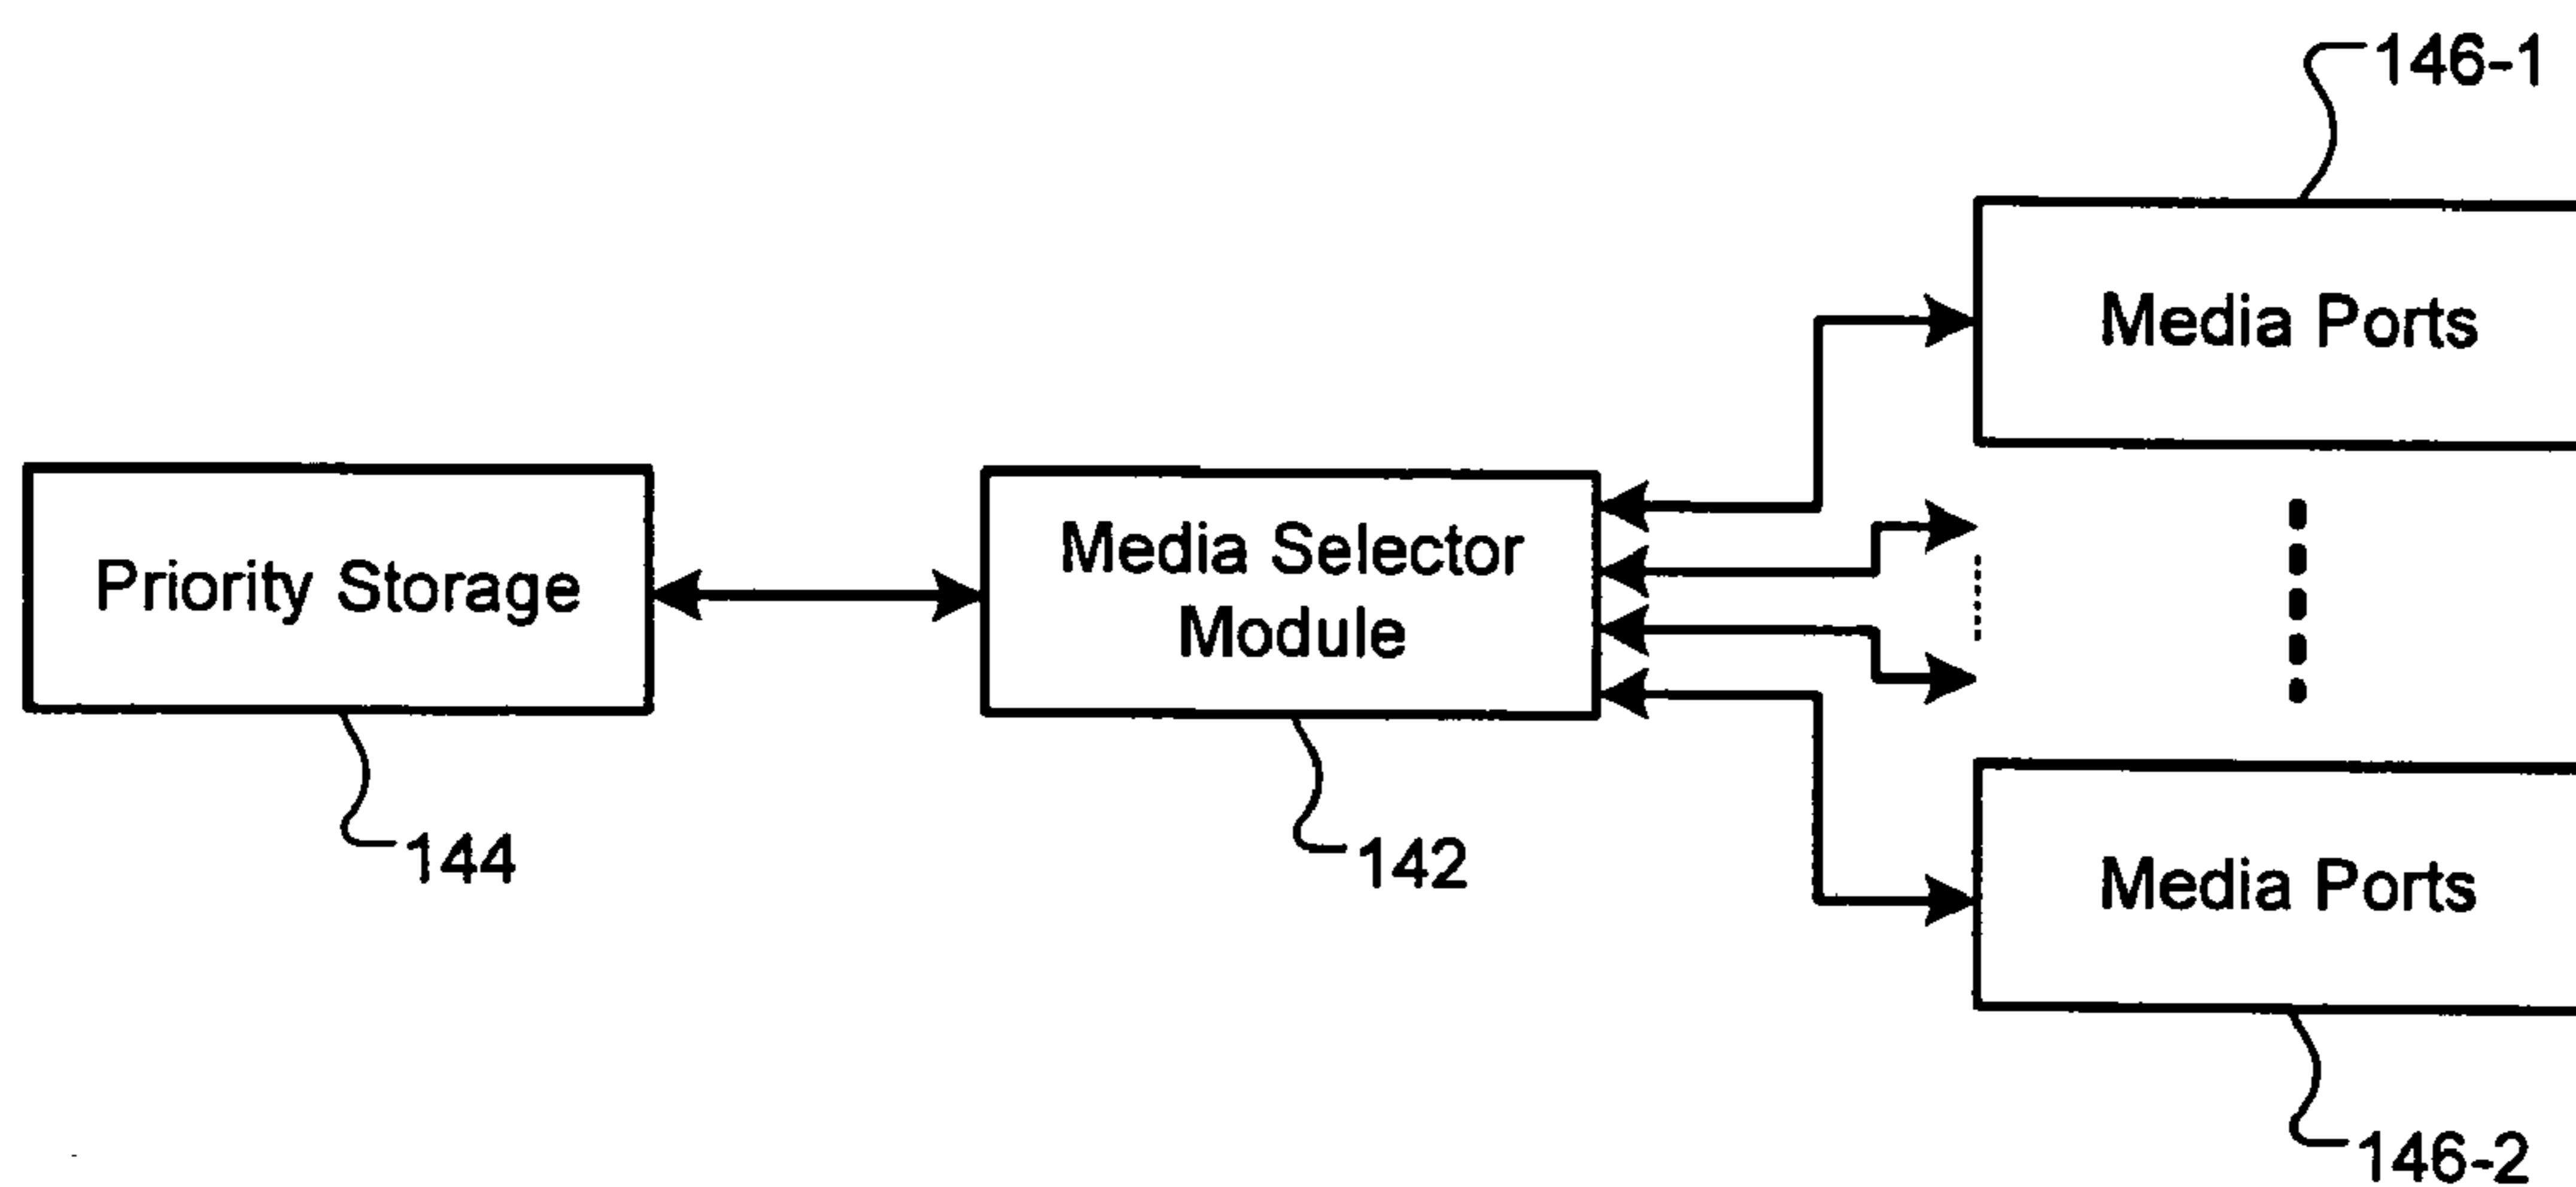 146-1
Media Ports
Priority Storage
Media Selector
Module
144
142
Media Ports
146-2